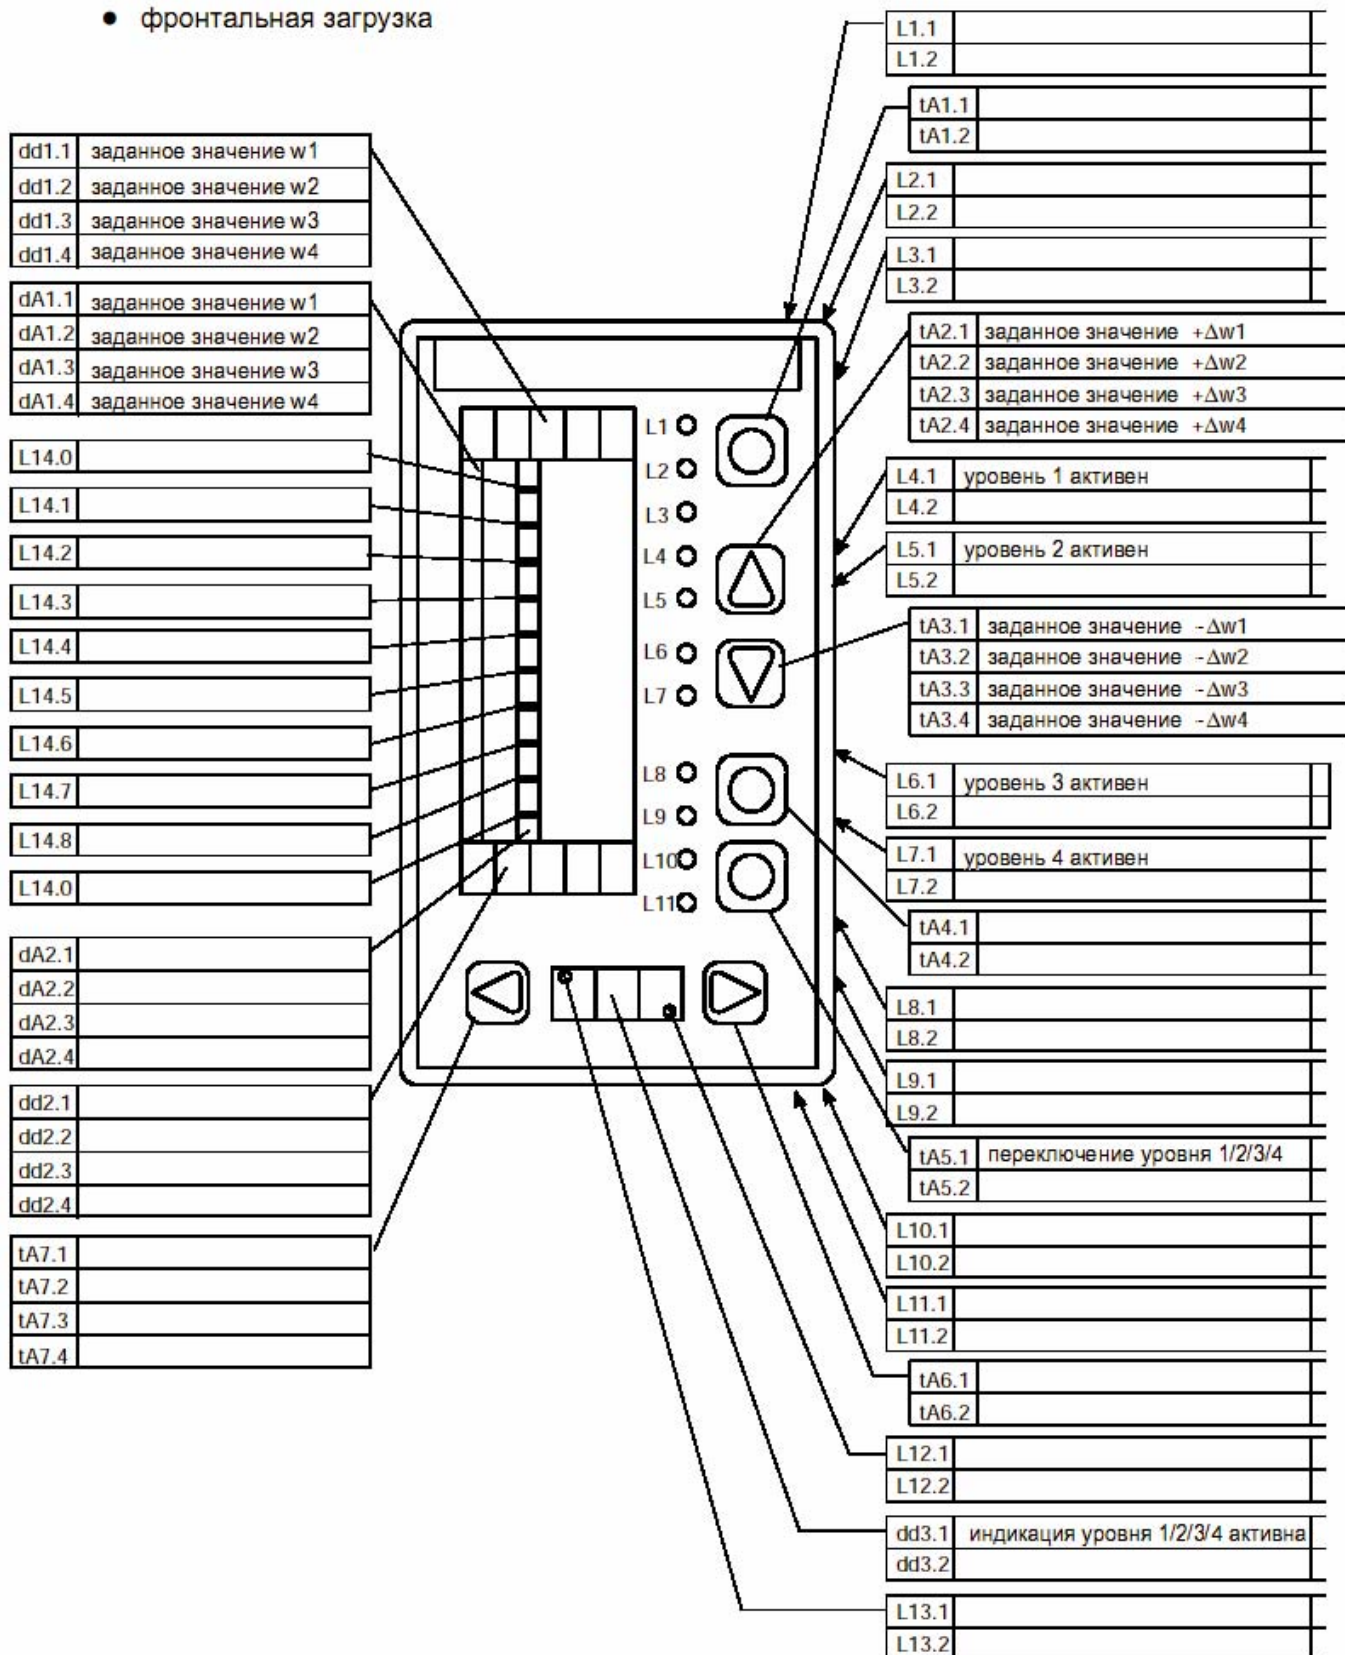 • фронтальная загрузка
dd1.1 заданное значение w1
dd1.2 заданное значение w2
dd1.3 заданное значение w3
dd1.4 заданное значение w4
dA1.1 заданное значение w1
dA1.2 заданное значение w2
dA1.3 заданное значение w3
dA1.4 заданное значение w4
L14.0
L14.1
L14.2
L14.3
L14.4
L14.5
L14.6
L14.7
L14.8
L14.0
dA2.1
dA2.2
dA2.3
dA2.4
dd2.1
dd2.2
dd2.3
dd2.4
tA7.1
tA7.2
tA7.3
tA7.4
L1
L2
L3
L4
L5
L6
L7
L8
L9
L10
L11
L1.1
L1.2
tA1.1
tA1.2
L2.1
L2.2
L3.1
L3.2
tA2.1 заданное значение +Δw1
tA2.2 заданное значение +Δw2
tA2.3 заданное значение +Δw3
tA2.4 заданное значение +Δw4
L4.1 уровень 1 активен
L4.2
L5.1 уровень 2 активен
L5.2
tA3.1 заданное значение -Δw1
tA3.2 заданное значение -Δw2
tA3.3 заданное значение -Δw3
tA3.4 заданное значение -Δw4
L6.1 уровень 3 активен
L6.2
L7.1 уровень 4 активен
L7.2
tA4.1
tA4.2
L8.1
L8.2
L9.1
L9.2
tA5.1 переключение уровня 1/2/3/4
tA5.2
L10.1
L10.2
L11.1
L11.2
tA6.1
tA6.2
L12.1
L12.2
dd3.1 индикация уровня 1/2/3/4 активна
dd3.2
L13.1
L13.2